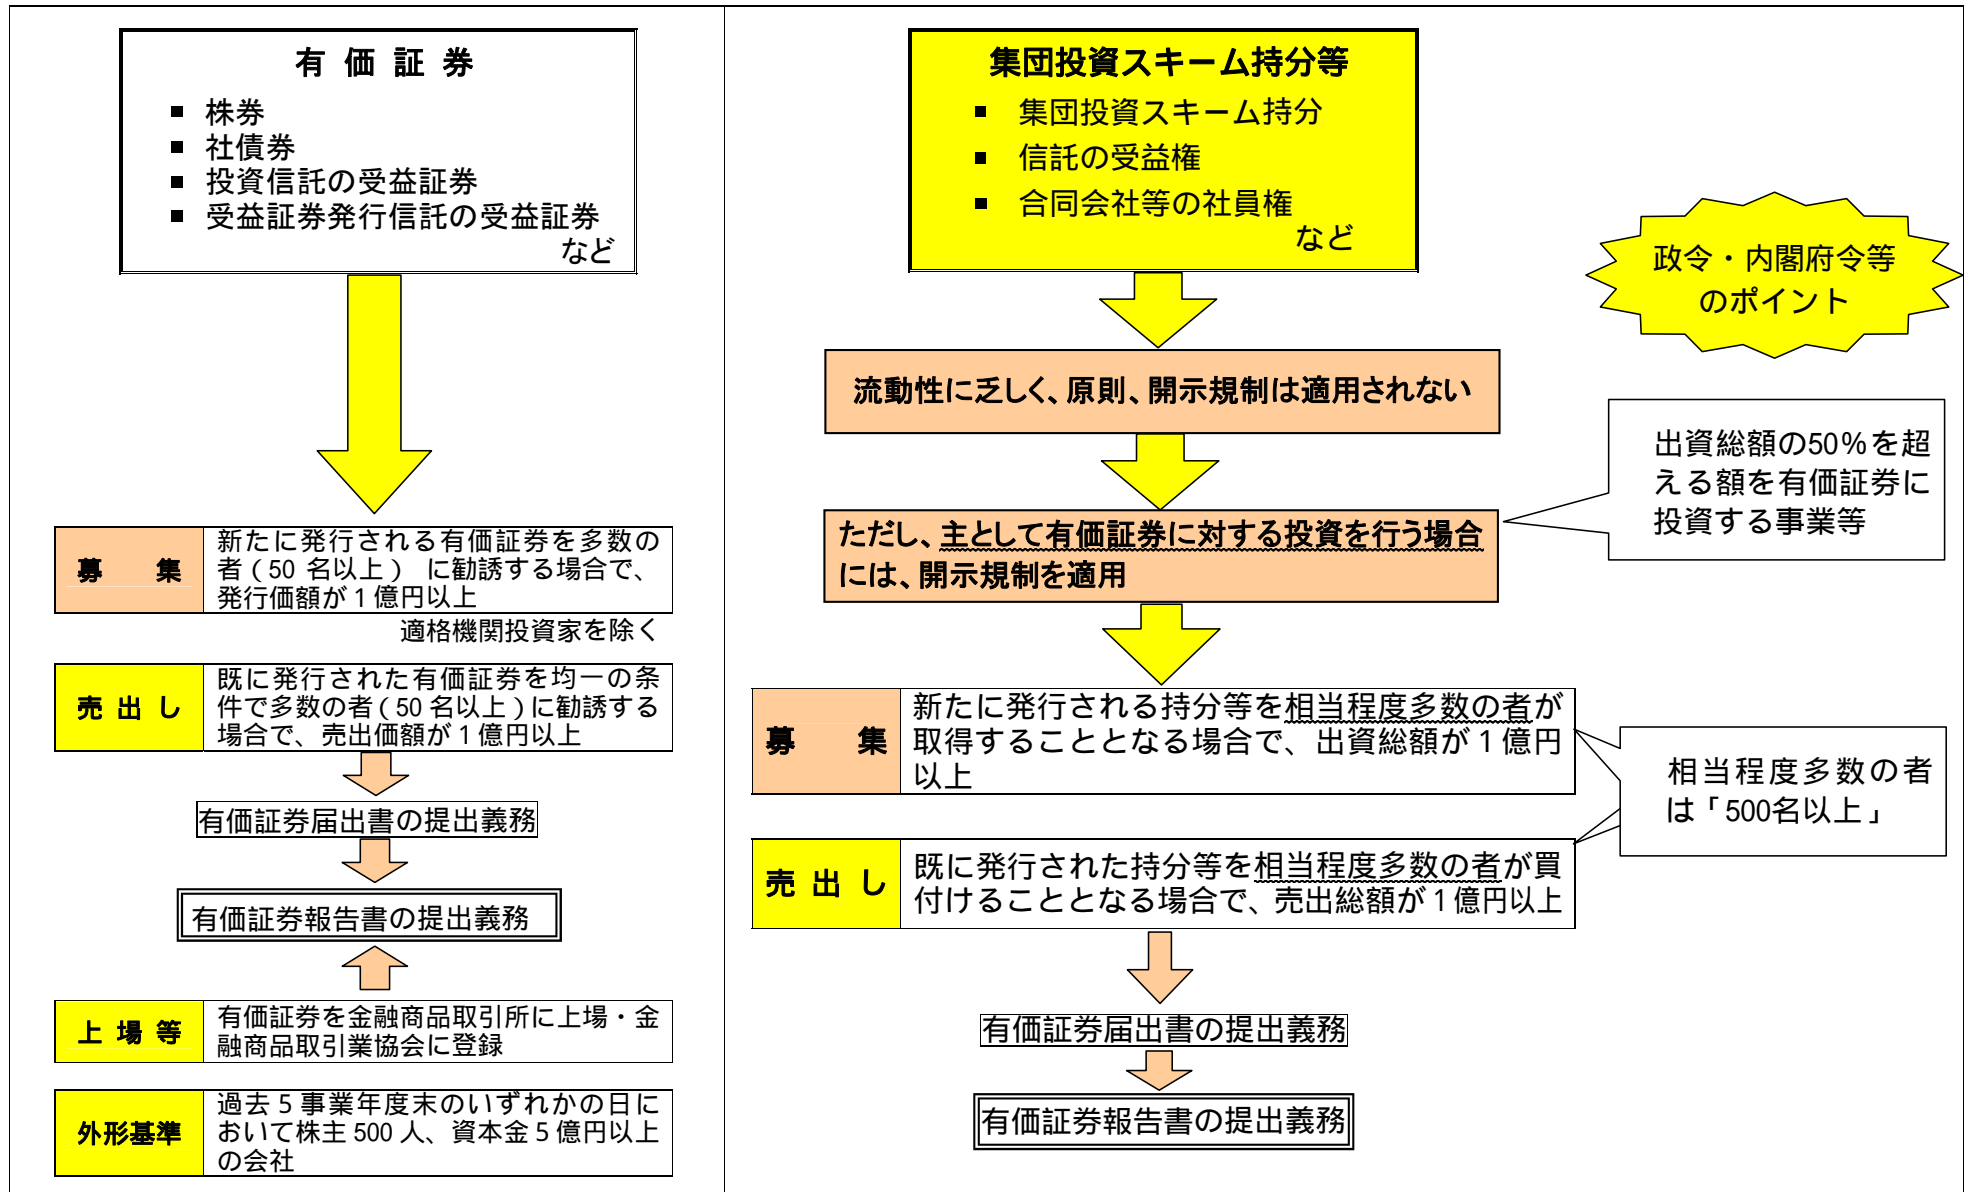 有 価 証 券
■ 株券
■ 社債券
■ 投資信託の受益証券
■ 受益証券発行信託の受益証券
など
募　集
新たに発行される有価証券を多数の
者（50 名以上） に勧誘する場合で、
発行価額が１億円以上
適格機関投資家を除く
売 出 し
既に発行された有価証券を均一の条
件で多数の者（50 名以上）に勧誘する
場合で、売出価額が１億円以上
有価証券届出書の提出義務
有価証券報告書の提出義務
上 場 等
有価証券を金融商品取引所に上場・金
融商品取引業協会に登録
外形基準
過去５事業年度末のいずれかの日に
おいて株主 500 人、資本金５億円以上
の会社
集団投資スキーム持分等
■ 集団投資スキーム持分
■ 信託の受益権
■ 合同会社等の社員権
など
政令・内閣府令等
のポイント
流動性に乏しく、原則、開示規制は適用されない
出資総額の50％を超
える額を有価証券に
投資する事業等
ただし、主として有価証券に対する投資を行う場合
には、開示規制を適用
募　集
新たに発行される持分等を相当程度多数の者が
取得することとなる場合で、出資総額が１億円
以上
相当程度多数の者
は「500名以上」
売 出 し
既に発行された持分等を相当程度多数の者が買
付けることとなる場合で、売出総額が１億円以上
有価証券届出書の提出義務
有価証券報告書の提出義務